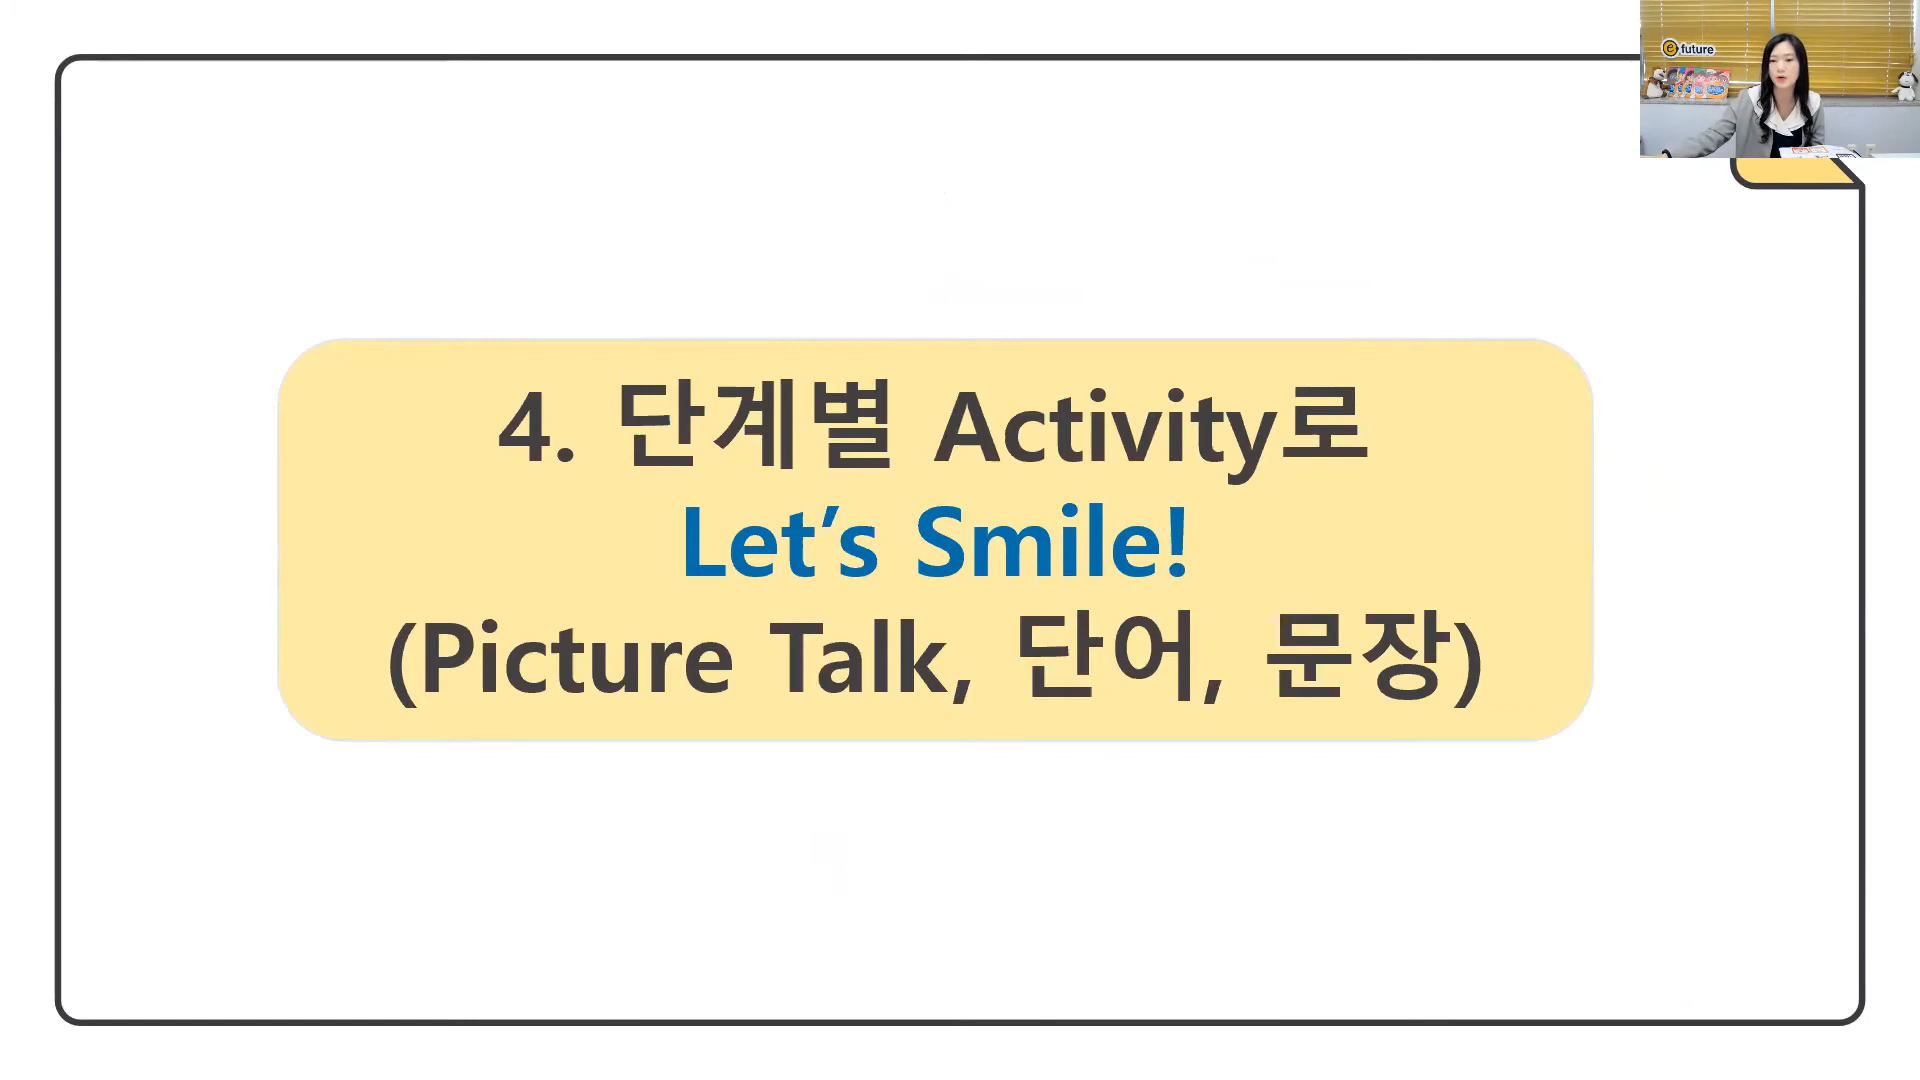 e future
4. 단계별 Activity로
Let’s Smile!
(Picture Talk, 단어, 문장)